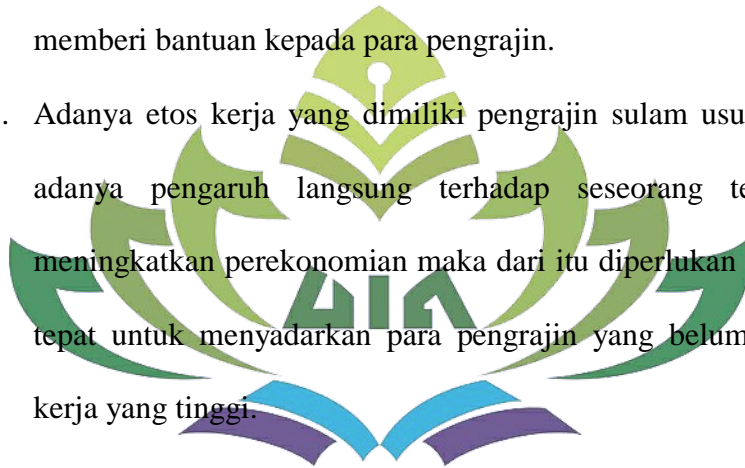 memberi bantuan kepada para pengrajin.
. Adanya etos kerja yang dimiliki pengrajin sulam usu
adanya pengaruh langsung terhadap seseorang te
meningkatkan perekonomian maka dari itu diperlukan
tepat untuk menyadarkan para pengrajin yang belum
kerja yang tinggi.
UIN